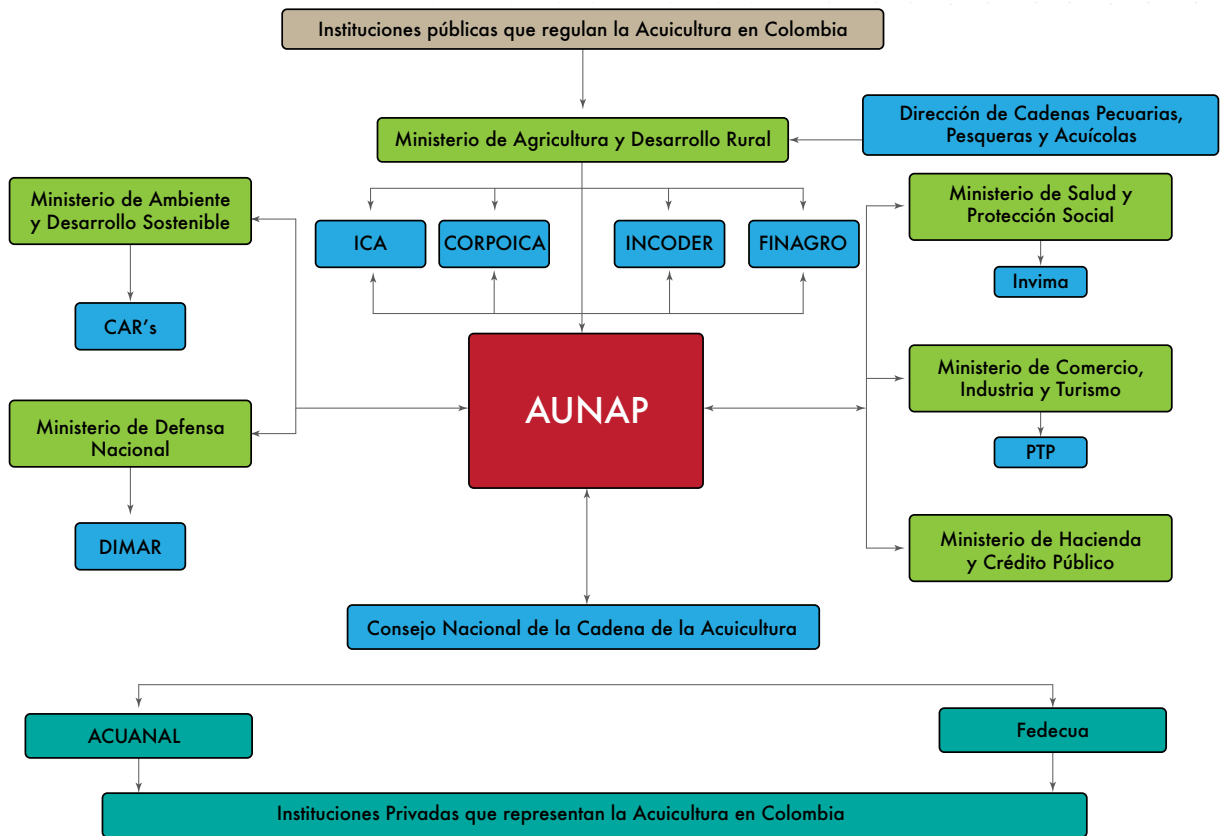 Instituciones públicas que regulan la Acuicultura en Colombia
Dirección de Cadenas Pecuarias,
Pesqueras y Acuícolas
Ministerio de Agricultura y Desarrollo Rural
Ministerio de Ambiente
y Desarrollo Sostenible
Ministerio de Salud y
Protección Social
ICA
CORPOICA
INCODER
FINAGRO
Invima
CAR's
AUNAP
Ministerio de Comercio,
Industria y Turismo
Ministerio de Defensa
Nacional
PTP
DIMAR
Ministerio de Hacienda
y Crédito Público
Consejo Nacional de la Cadena de la Acuicultura
ACUANAL
Fedecua
Instituciones Privadas que representan la Acuicultura en Colombia